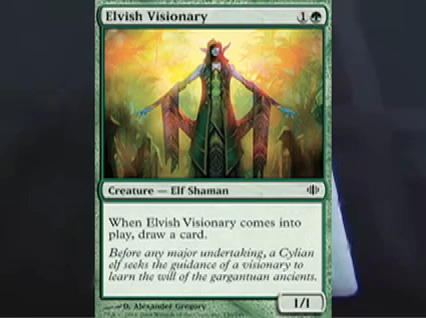 Elvish Visionary 1
Creature — Elf Shaman
When Elvish Visionary comes into
play, draw a card.
Before any major undertaking, a Cylian
elf seeks the guidance of a visionary to
learn the will of the gargantuan ancients.
D. Alexander Gregory
1/1